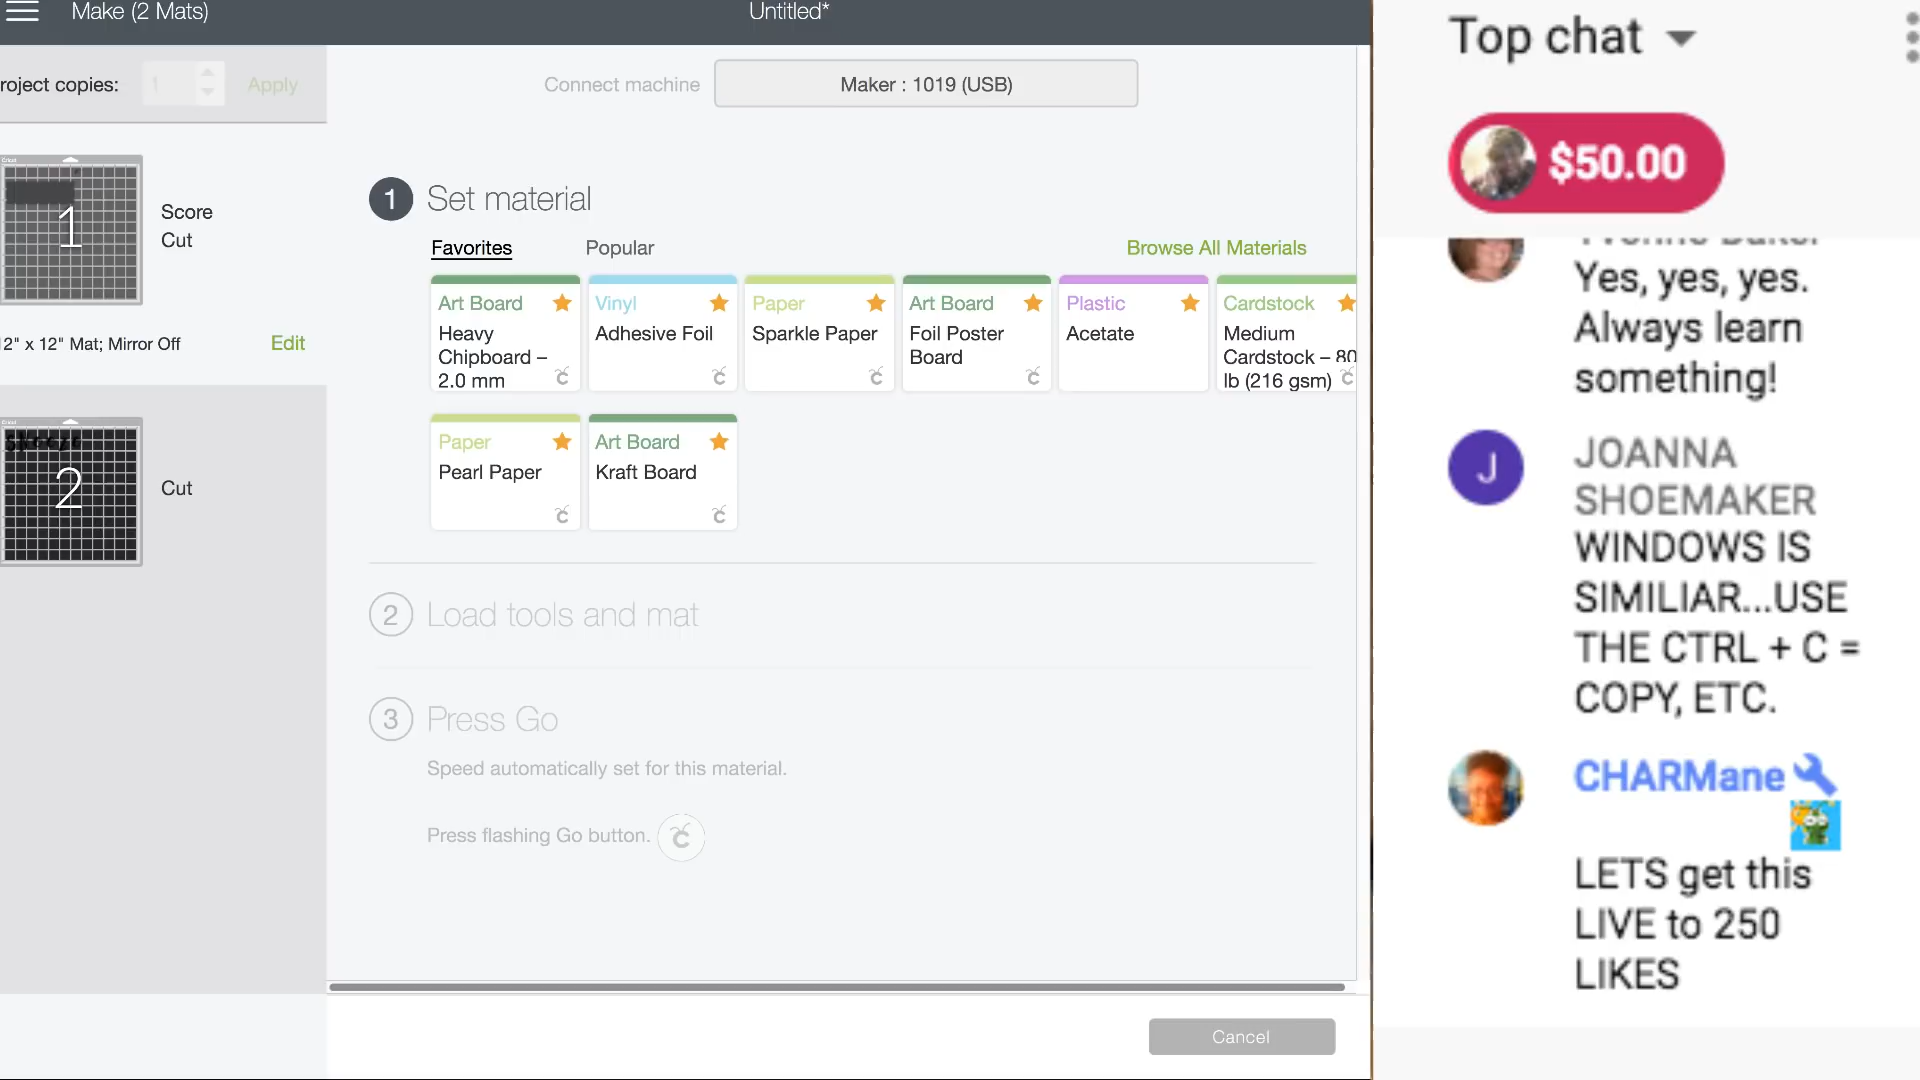 Make (2 Mats)
Untitled*
roject copies:
1
Apply
Connect machine
Maker : 1019 (USB)
1
Score
Cut
2" x 12" Mat; Mirror Off
Edit
2
Cut
1 Set material
Favorites
Popular
Browse All Materials
Art Board
Heavy
Chipboard –
2.0 mm
Vinyl
Adhesive Foil
Paper
Sparkle Paper
Art Board
Foil Poster
Board
Plastic
Acetate
Cardstock
Medium
Cardstock – 80
lb (216 gsm)
Paper
Pearl Paper
Art Board
Kraft Board
2 Load tools and mat
3 Press Go
Speed automatically set for this material.
Press flashing Go button.
Cancel
Top chat
$50.00
Yes, yes, yes.
Always learn
something!
J
JOANNA
SHOEMAKER
WINDOWS IS
SIMILIAR...USE
THE CTRL + C =
COPY, ETC.
CHARMane
LETS get this
LIVE to 250
LIKES